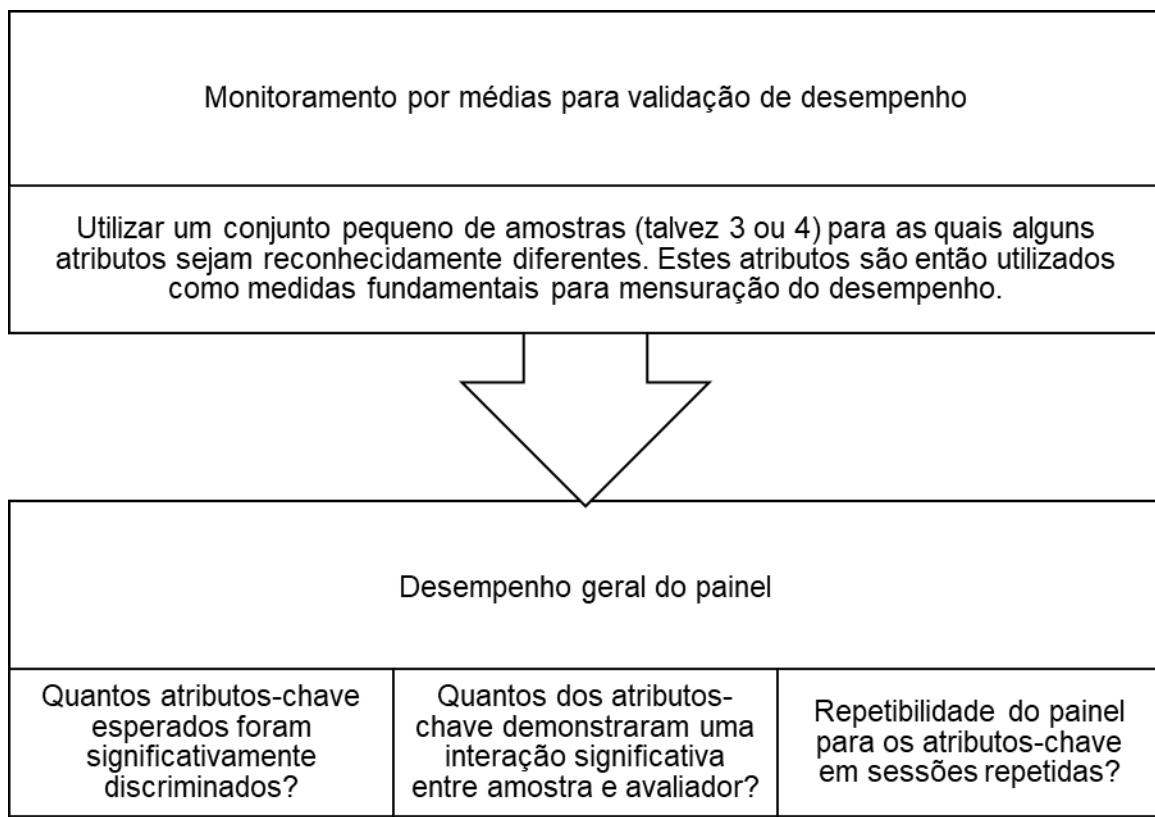 Monitoramento por médias para validação de desempenho
Utilizar um conjunto pequeno de amostras (talvez 3 ou 4) para as quais alguns
atributos sejam reconhecidamente diferentes. Estes atributos são então utilizados
como medidas fundamentais para mensuração do desempenho.
Desempenho geral do painel
Quantos atributos-chave
esperados foram
significativamente
discriminados?
Quantos dos atributos-
chave demonstraram uma
interação significativa
entre amostra e avaliador?
Repetibilidade do painel
para os atributos-chave
em sessões repetidas?